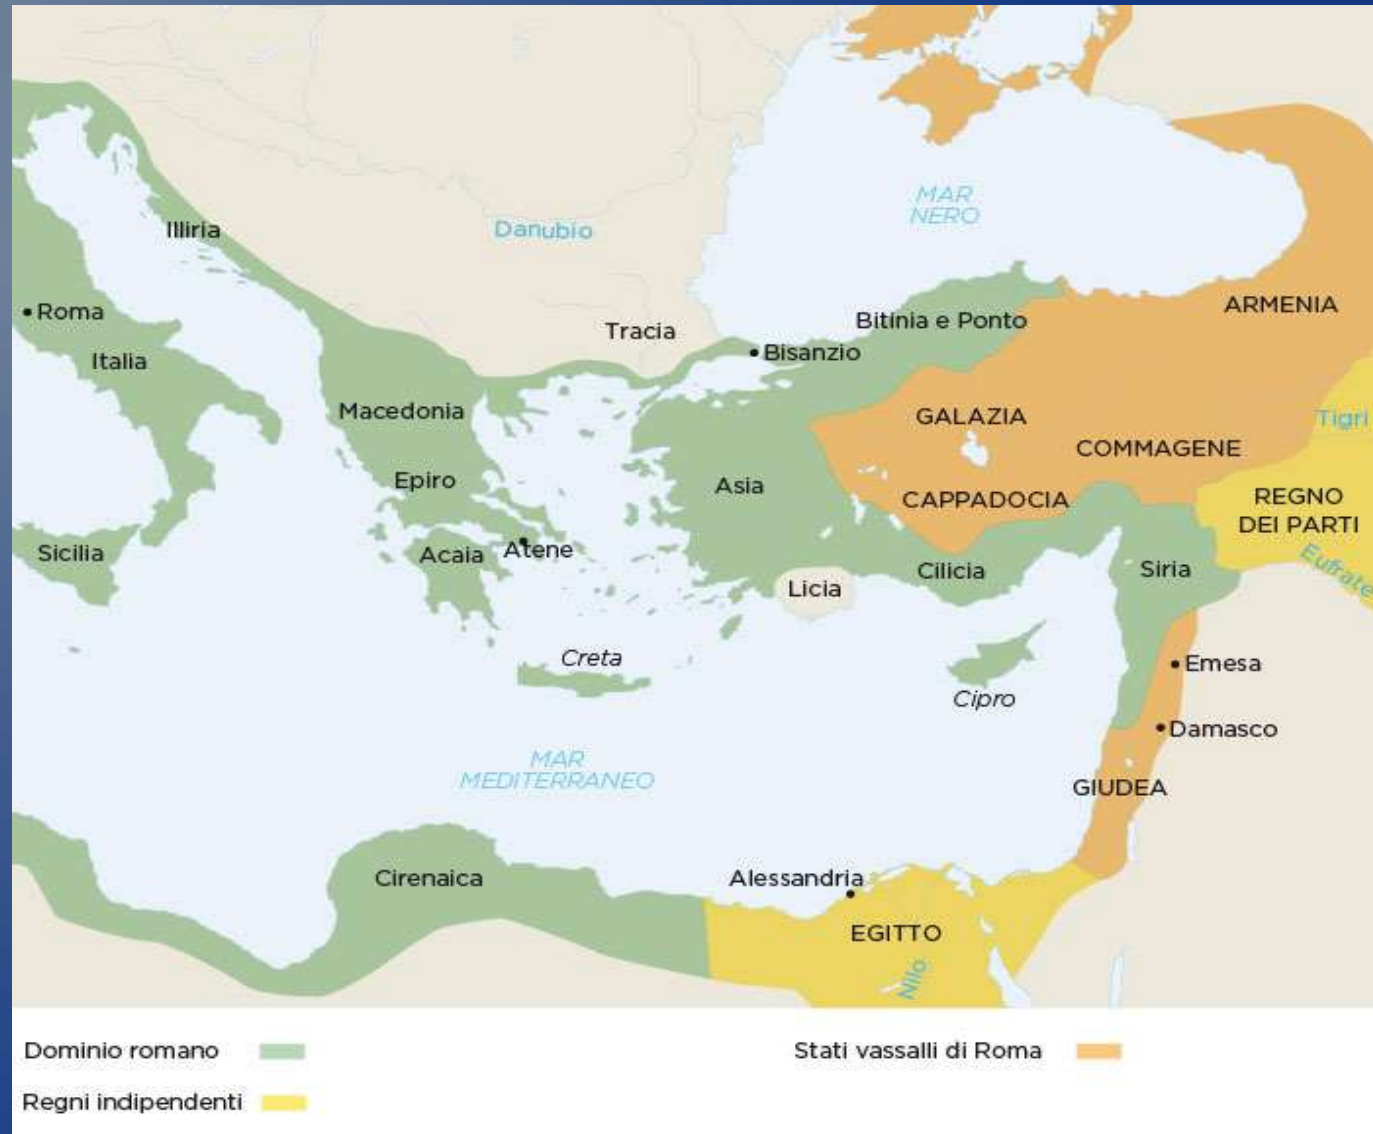 MAR
NERO
Illiria
Danubio
Roma
ARMENIA
Bitinia e Ponto
Tracia
Bisanzio
Italia
Macedonia
GALAZIA
Tigri
COMMAGENE
Epiro
Asia
CAPPADOCIA
REGNO
DEI PARTI
Sicilia
Acaia
Atene
Cilicia
Siria
Eufrate
Licia
Creta
Emesa
Cipro
Damasco
MAR
MEDITERRANEO
GIUDEA
Cirenaica
Alessandria
EGITTO
Nilo
Dominio romano
Stati vassalli di Roma
Regni indipendenti